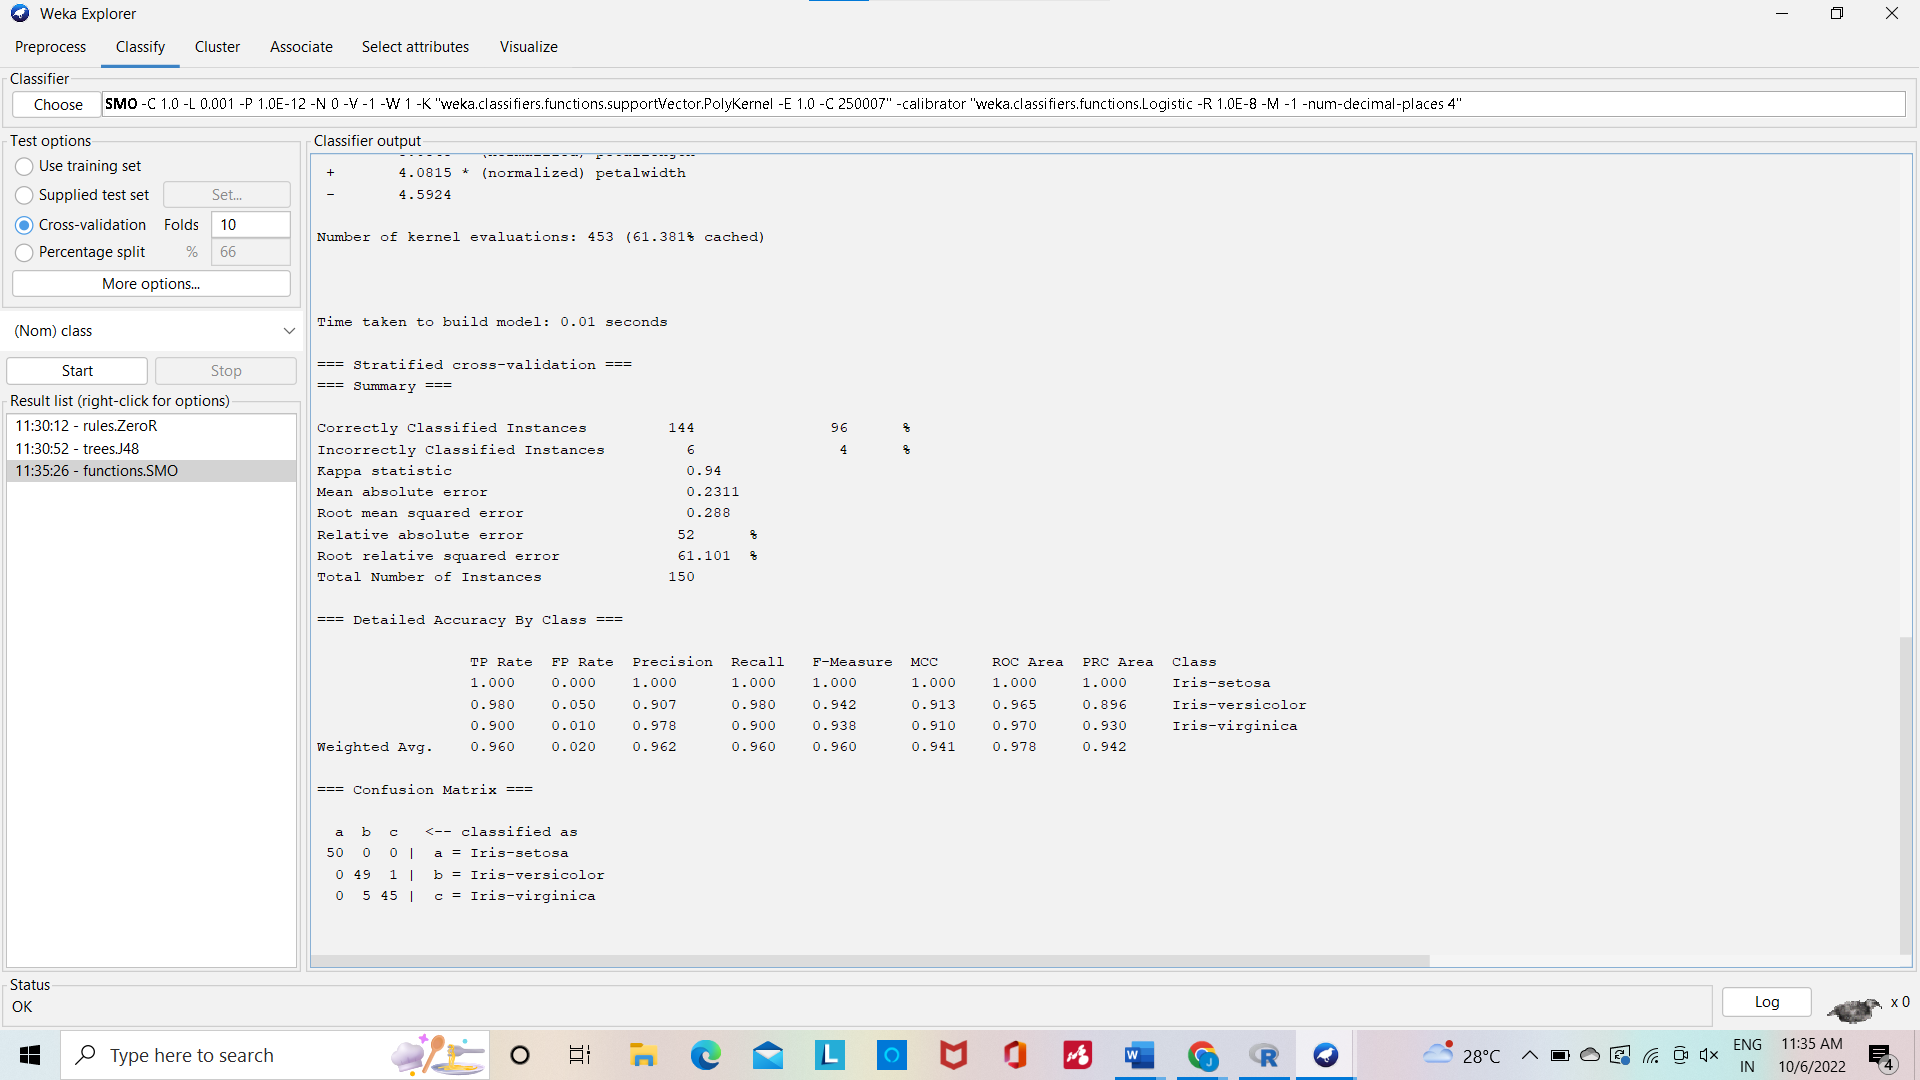 Weka Explorer
Preprocess Classify Cluster Associate Select attributes Visualize
Classifier
Choose SMO -C 1.0 -L 0.001 -P 1.0E-12 -N 0 -V -1 -W 1 -K "weka.classifiers.functions.supportVector.PolyKernel -E 1.0 -C 250007" -calibrator "weka.classifiers.functions.Logistic -R 1.0E-8 -M -1 -num-decimal-places 4"
Test options
Use training set
Supplied test set Set...
Cross-validation Folds 10
Percentage split % 66
More options...
(Nom) class
Start Stop
Result list (right-click for options)
11:30:12 - rules.ZeroR
11:30:52 - trees.J48
11:35:26 - functions.SMO
Classifier output
+ 4.0815 * (normalized) petalwidth
- 4.5924
Number of kernel evaluations: 453 (61.381% cached)
Time taken to build model: 0.01 seconds
=== Stratified cross-validation ===
=== Summary ===
Correctly Classified Instances 144 96 %
Incorrectly Classified Instances 6 4 %
Kappa statistic 0.94
Mean absolute error 0.2311
Root mean squared error 0.288
Relative absolute error 52 %
Root relative squared error 61.101 %
Total Number of Instances 150
=== Detailed Accuracy By Class ===
TP Rate FP Rate Precision Recall F-Measure MCC ROC Area PRC Area Class
1.000 0.000 1.000 1.000 1.000 1.000 1.000 1.000 Iris-setosa
0.980 0.050 0.907 0.980 0.942 0.913 0.965 0.896 Iris-versicolor
0.900 0.010 0.978 0.900 0.938 0.910 0.970 0.930 Iris-virginica
Weighted Avg. 0.960 0.020 0.962 0.960 0.960 0.941 0.978 0.942
=== Confusion Matrix ===
a b c <-- classified as
50 0 0 | a = Iris-setosa
0 49 1 | b = Iris-versicolor
0 5 45 | c = Iris-virginica
Status
OK
Log x 0
Type here to search
L
W
J
R
28°C
ENG
IN
11:35 AM
10/6/2022
4